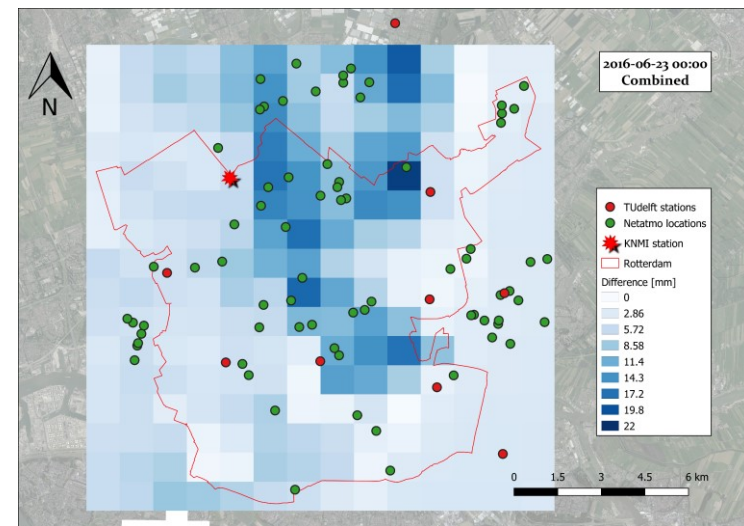 2016-06-23 00:00
Combined
N
TUdelft stations
Netatmo locations
KNMI station
Rotterdam
Difference [mm]
0
2.86
5.72
8.58
11.4
14.3
17.2
19.8
22
0 1.5 3 4.5 6 km